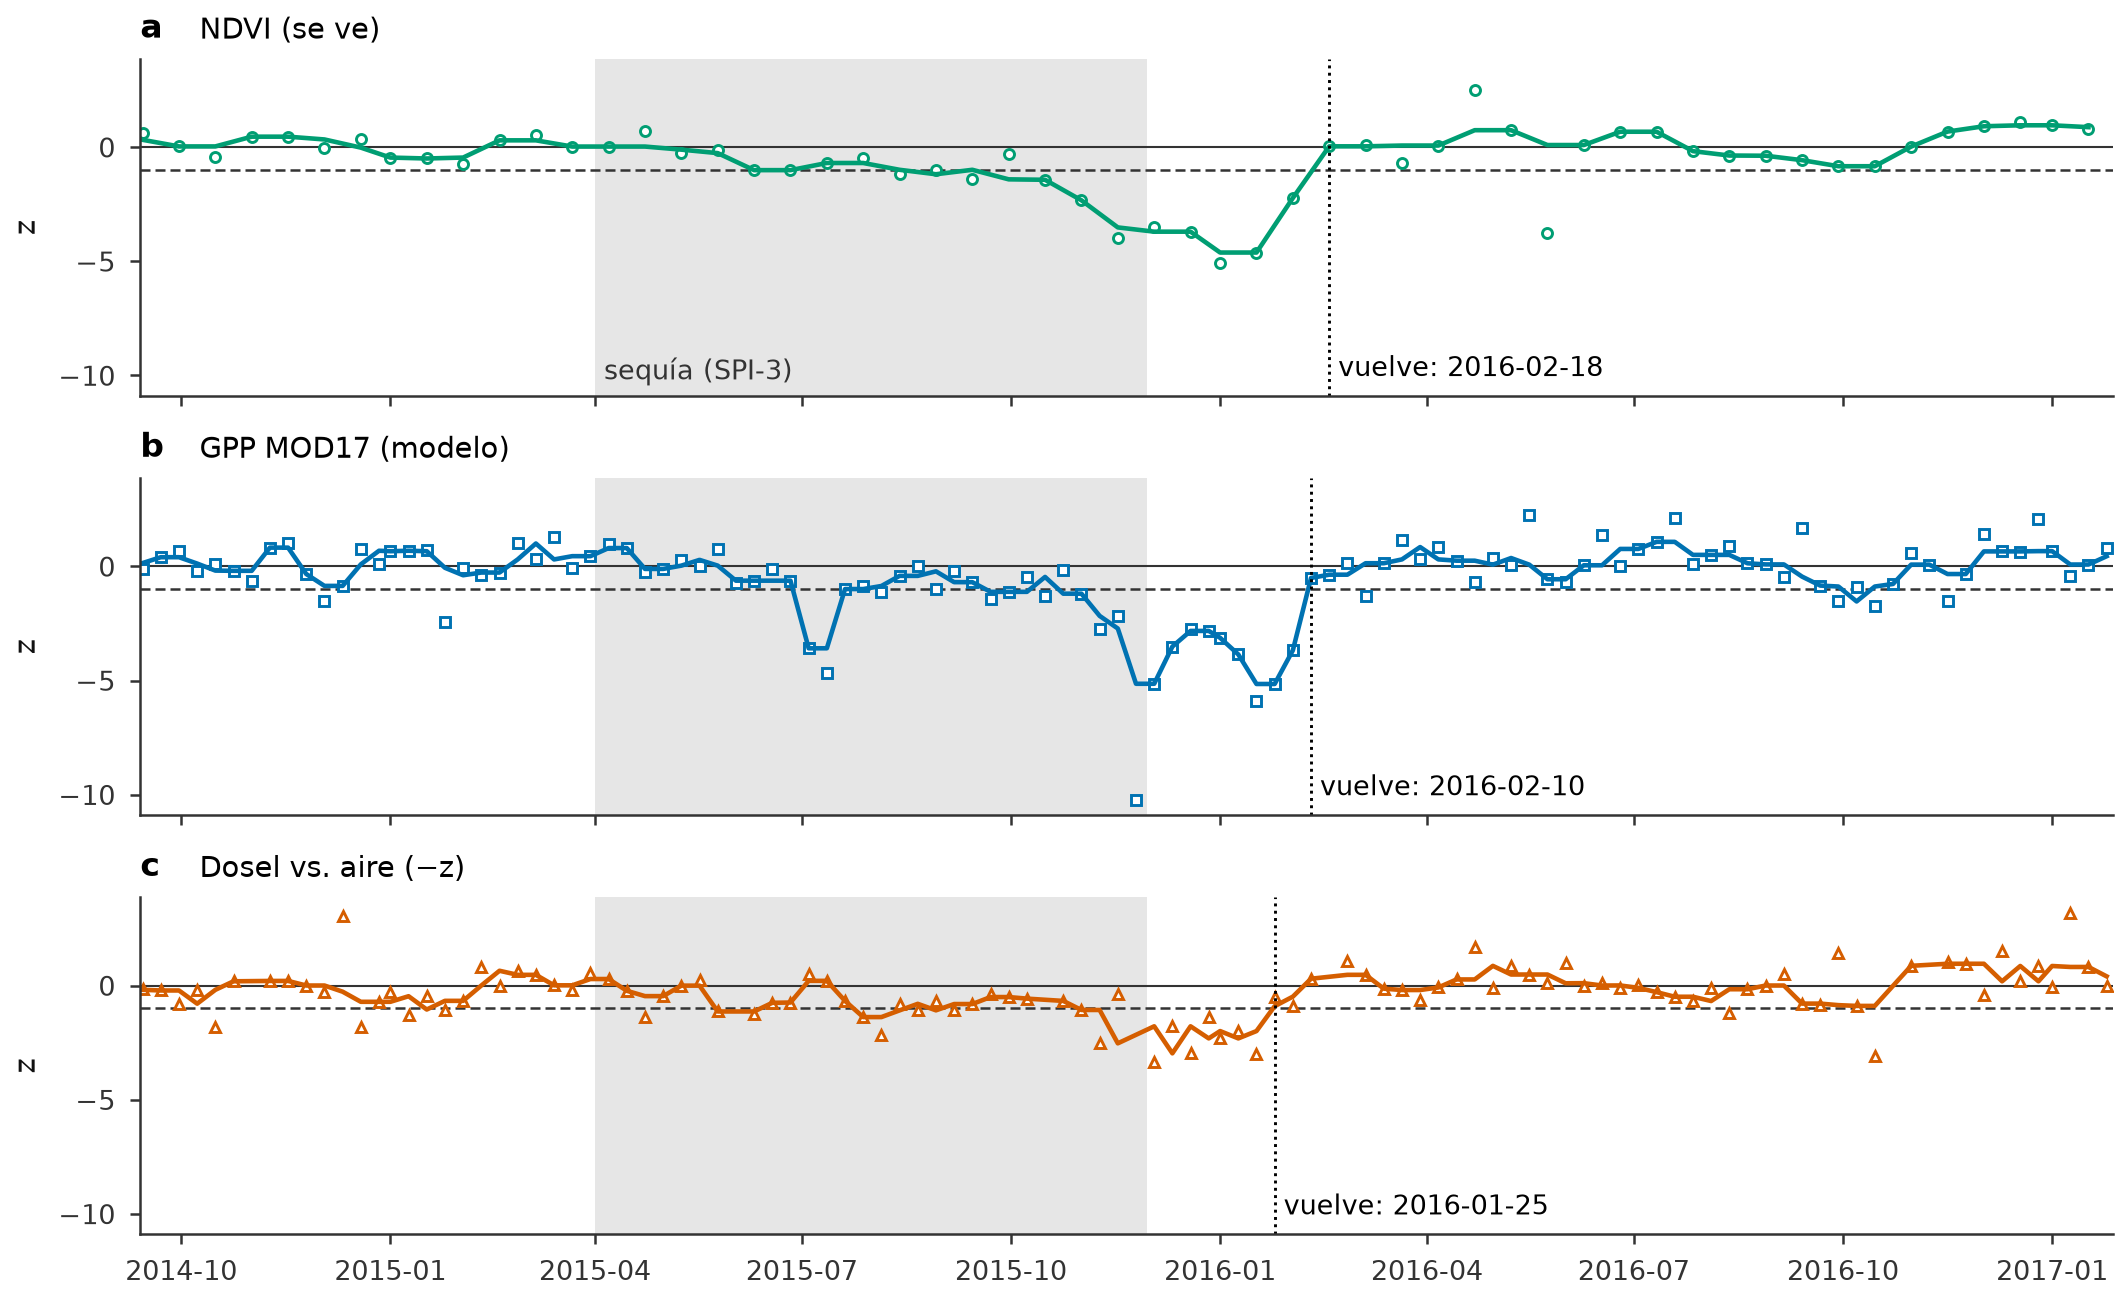 a NDVI (se ve)
0
−5
−10
z
sequía (SPI-3)
vuelve: 2016-02-18
b GPP MOD17 (modelo)
0
−5
−10
z
vuelve: 2016-02-10
c Dosel vs. aire (−z)
0
−5
−10
z
vuelve: 2016-01-25
2014-10 2015-01 2015-04 2015-07 2015-10 2016-01 2016-04 2016-07 2016-10 2017-01